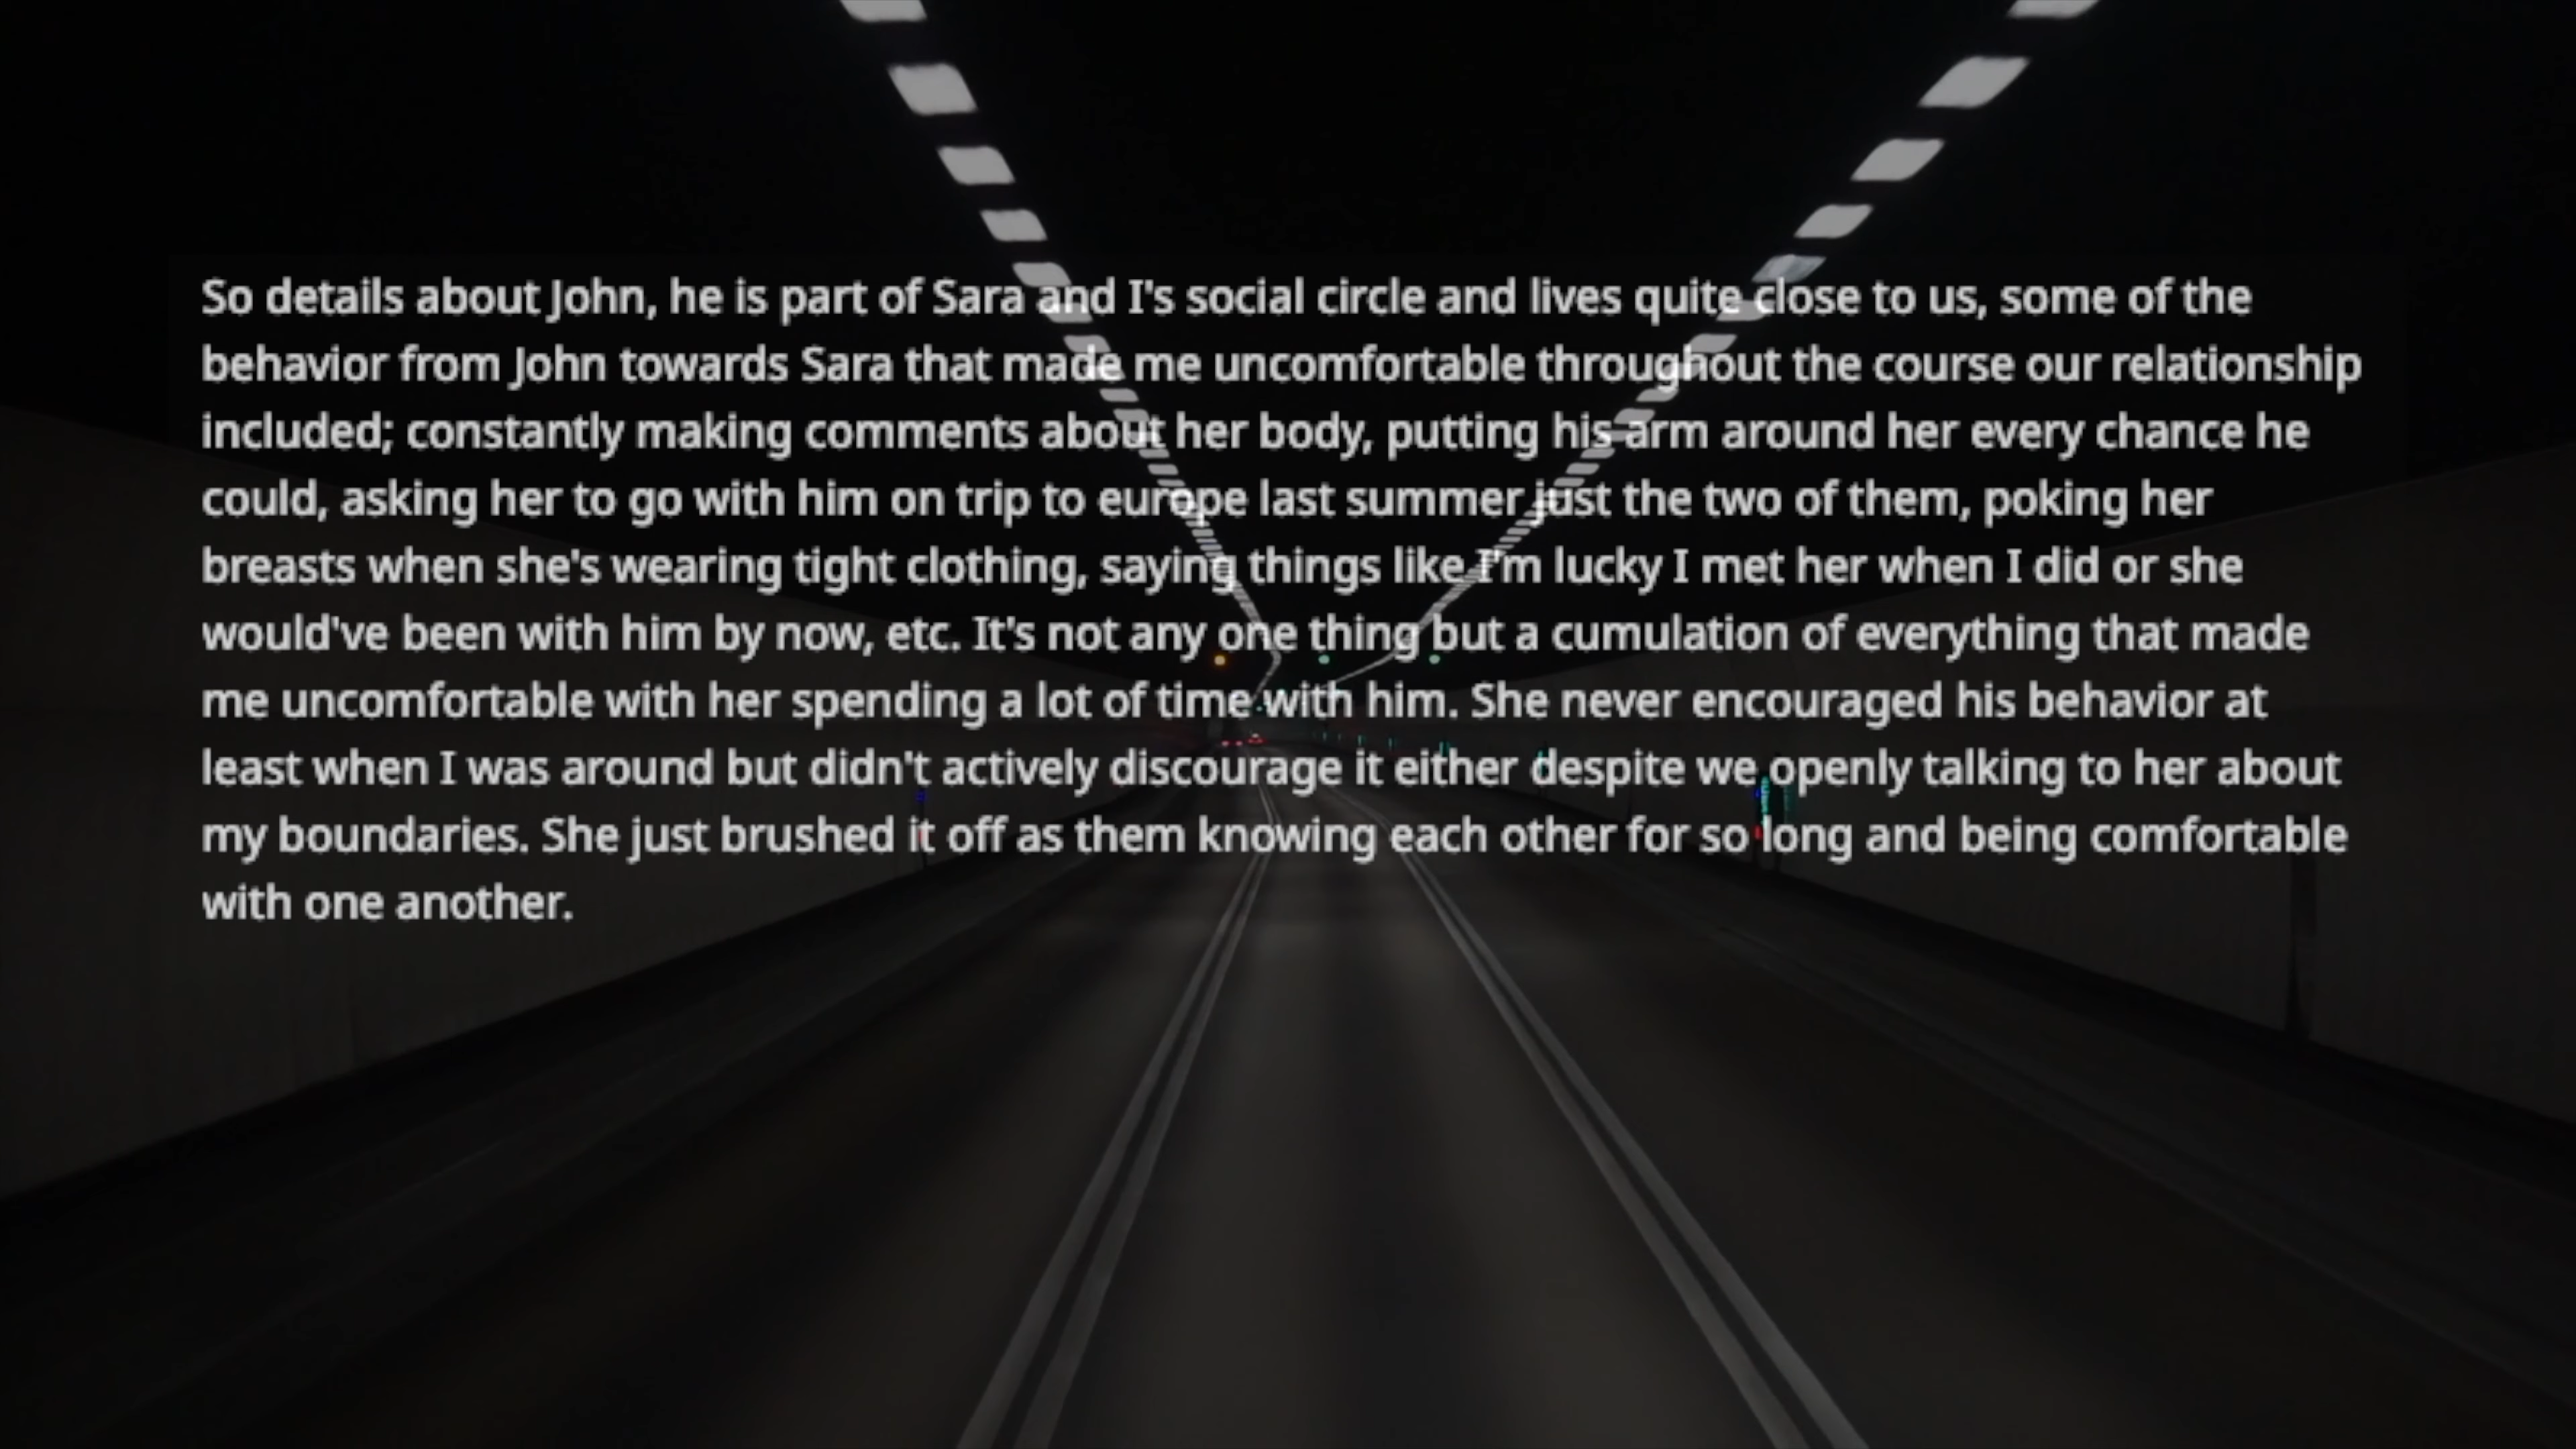 So details about John, he is part of Sara and I's social circle and lives quite close to us, some of the
behavior from John towards Sara that made me uncomfortable throughout the course our relationship
included; constantly making comments about her body, putting his arm around her every chance he
could, asking her to go with him on trip to europe last summer just the two of them, poking her
breasts when she's wearing tight clothing, saying things like I'm lucky I met her when I did or she
would've been with him by now, etc. It's not any one thing but a cumulation of everything that made
me uncomfortable with her spending a lot of time with him. She never encouraged his behavior at
least when I was around but didn't actively discourage it either despite we openly talking to her about
my boundaries. She just brushed it off as them knowing each other for so long and being comfortable
with one another.